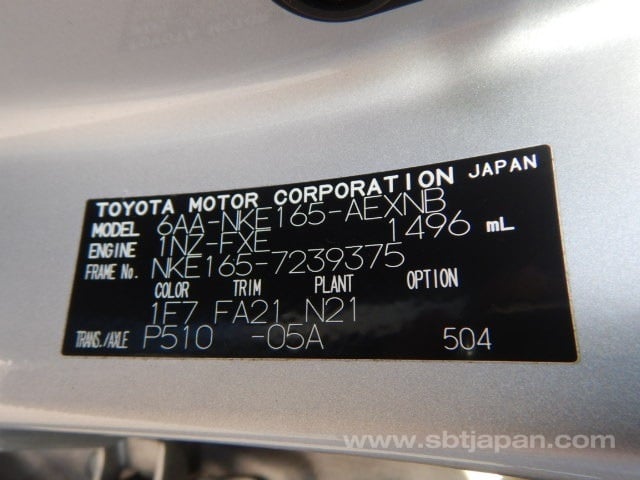 TOYOTA MOTOR CORPORATION JAPAN
MODEL 6AA-NKE165-AEXNB
ENGINE 1NZ-FXE 1496 mL
FRAME No. NKE165-7239375
COLOR TRIM PLANT OPTION
1F7 FA21 N21
TRANS./AXLE P510 -05A 504
www.sbtjapan.com